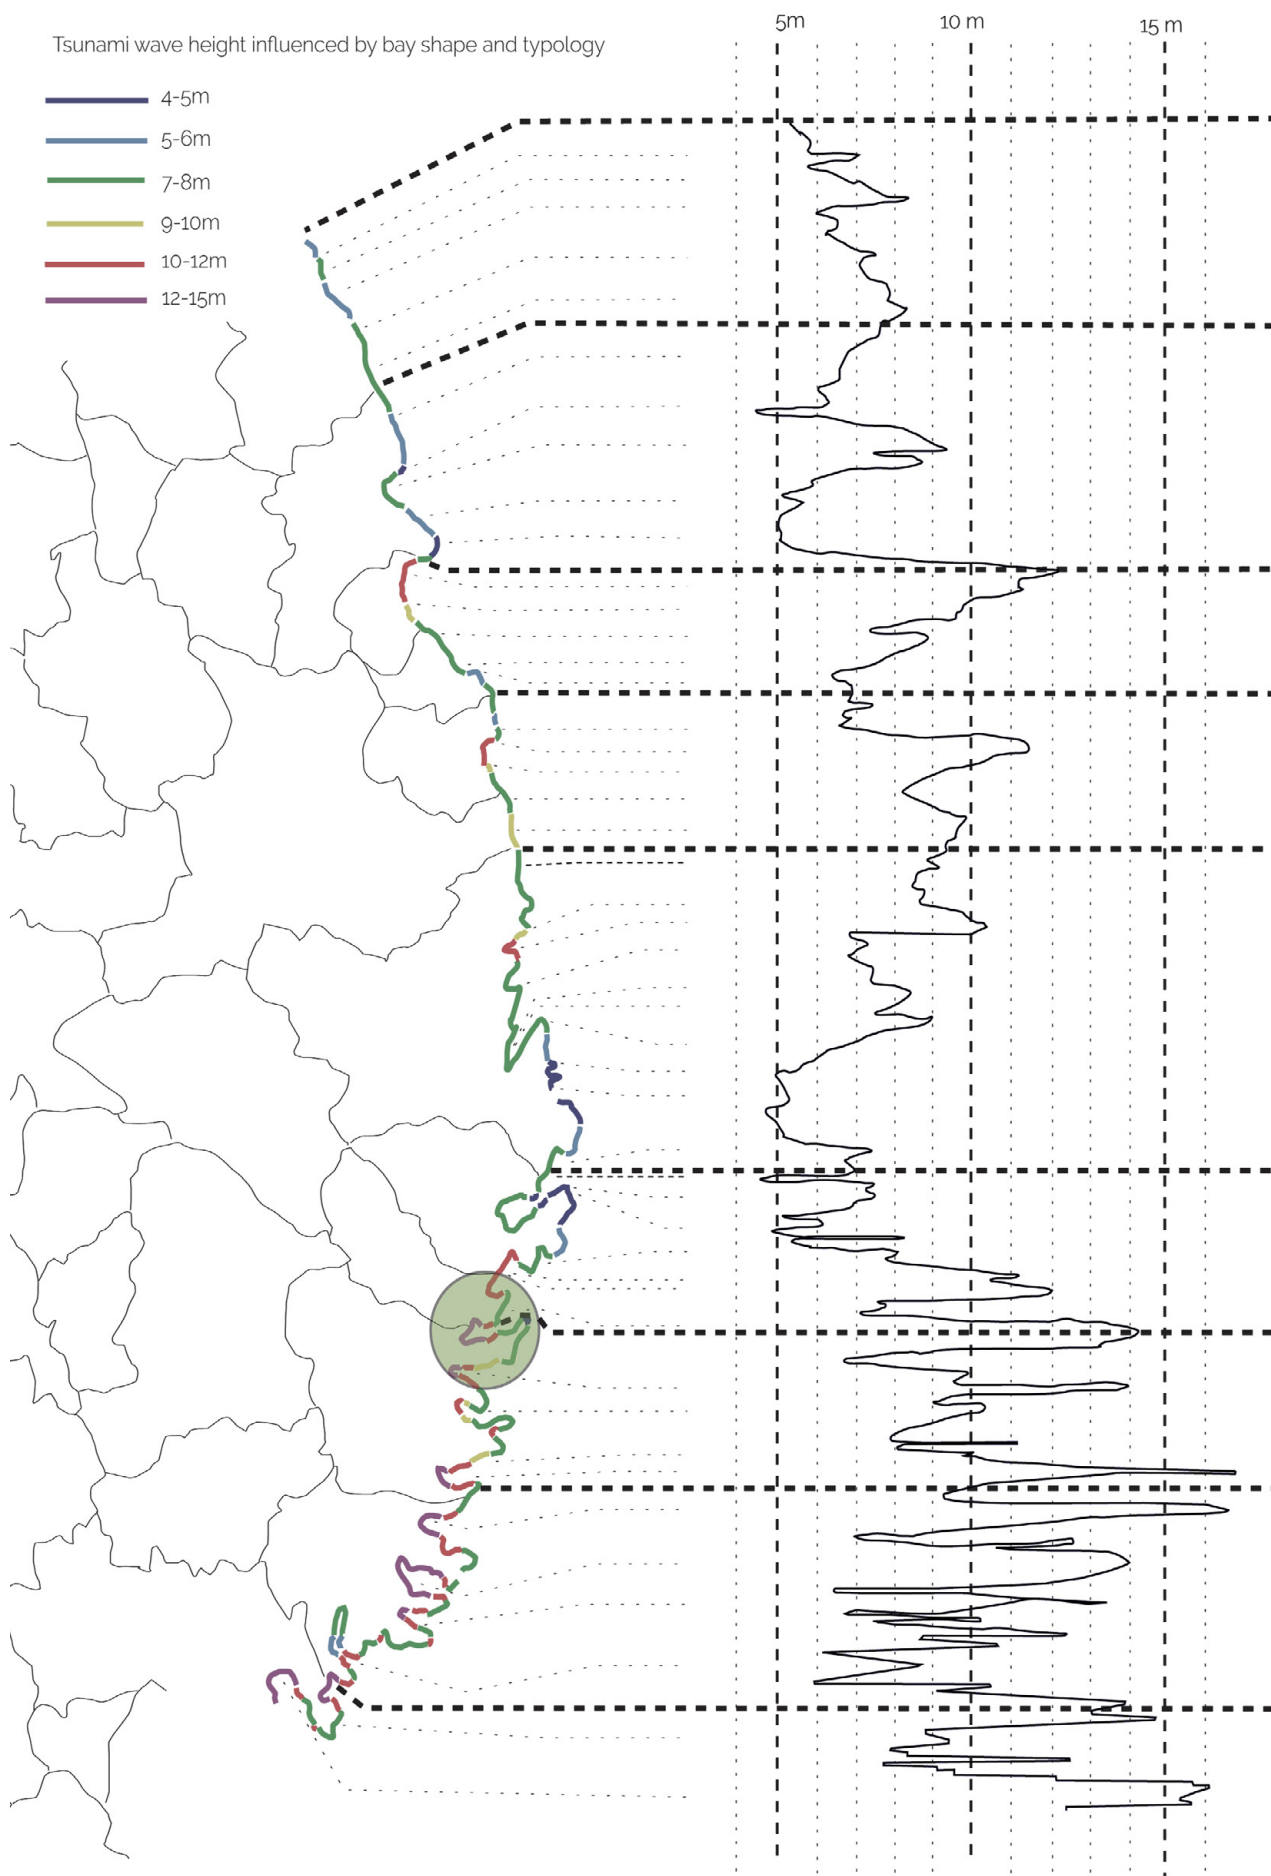 5m
10 m
15 m
Tsunami wave height influenced by bay shape and typology
4-5m
5-6m
7-8m
9-10m
10-12m
12-15m